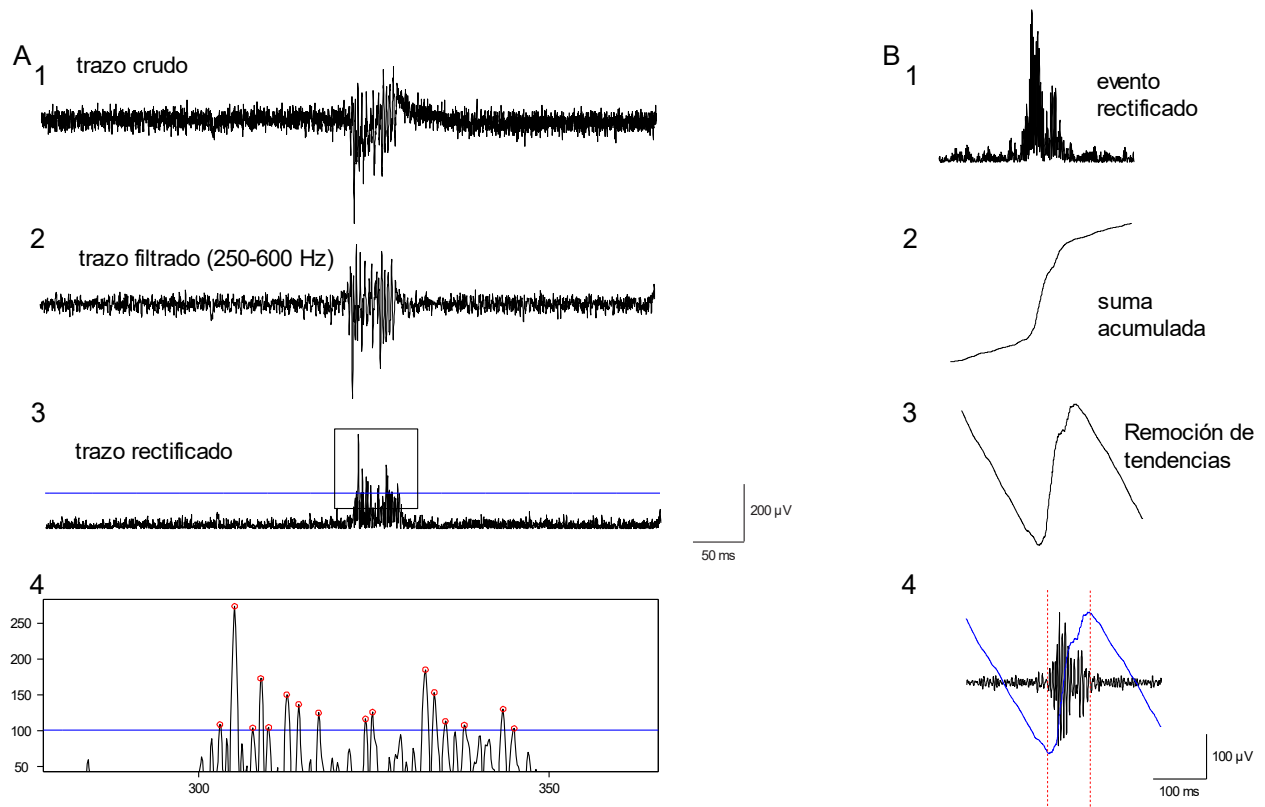 A
1
trazo crudo
2
trazo filtrado (250-600 Hz)
3
trazo rectificado
200 µV
50 ms
4
250
200
150
100
50
300
350
B
1
evento
rectificado
2
suma
acumulada
3
Remoción de
tendencias
4
100 µV
100 ms